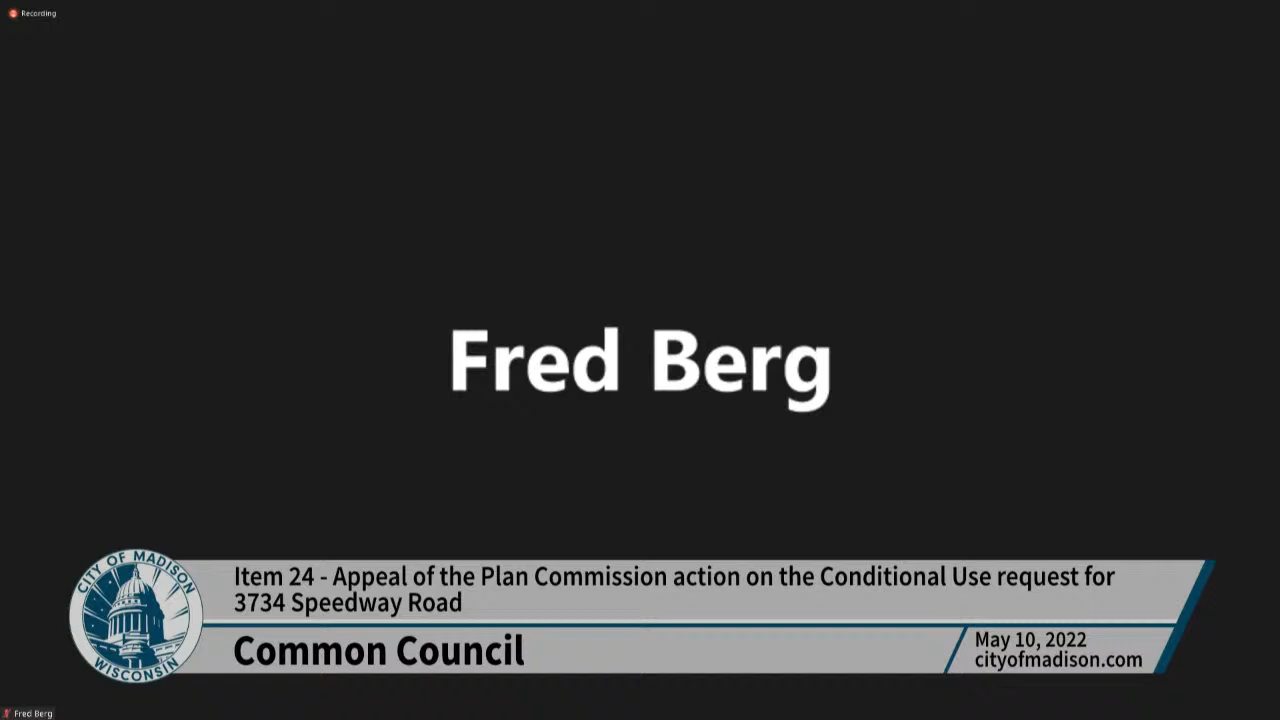 Recording
Fred Berg
CITY OF MADISON
WISCONSIN
Item 24 - Appeal of the Plan Commission action on the Conditional Use request for
3734 Speedway Road
Common Council
May 10, 2022
cityofmadison.com
Fred Berg